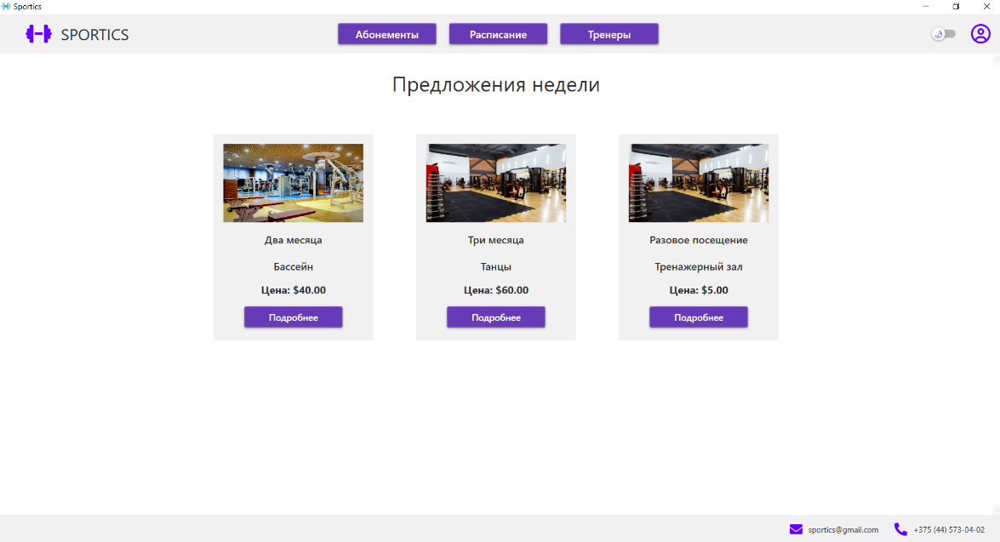 Sportics
SPORTICS
Абонементы
Расписание
Тренеры
Предложения недели
Два месяца
Бассейн
Цена: $40.00
Подробнее
Три месяца
Танцы
Цена: $60.00
Подробнее
Разовое посещение
Тренажерный зал
Цена: $5.00
Подробнее
sportics@gmail.com
+375 (44) 573-04-02